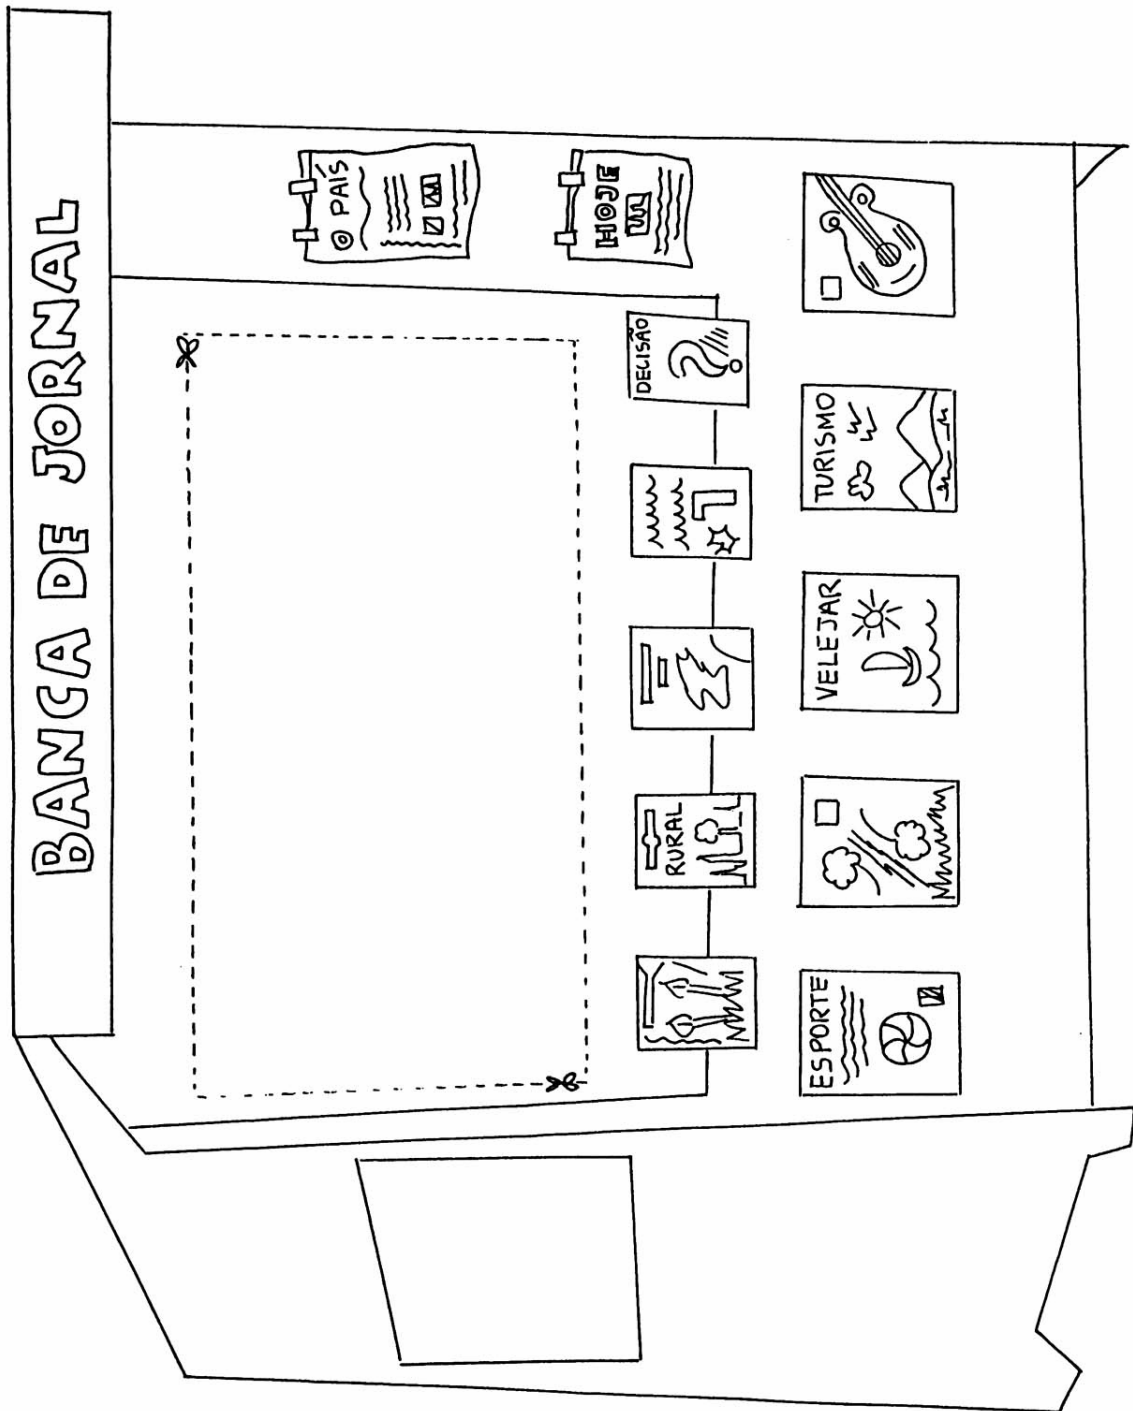 BANCA DE JORNAL
O PAÍS
HOJE
DECISÃO
RURAL
TURISMO
VELEJAR
ESPORTE